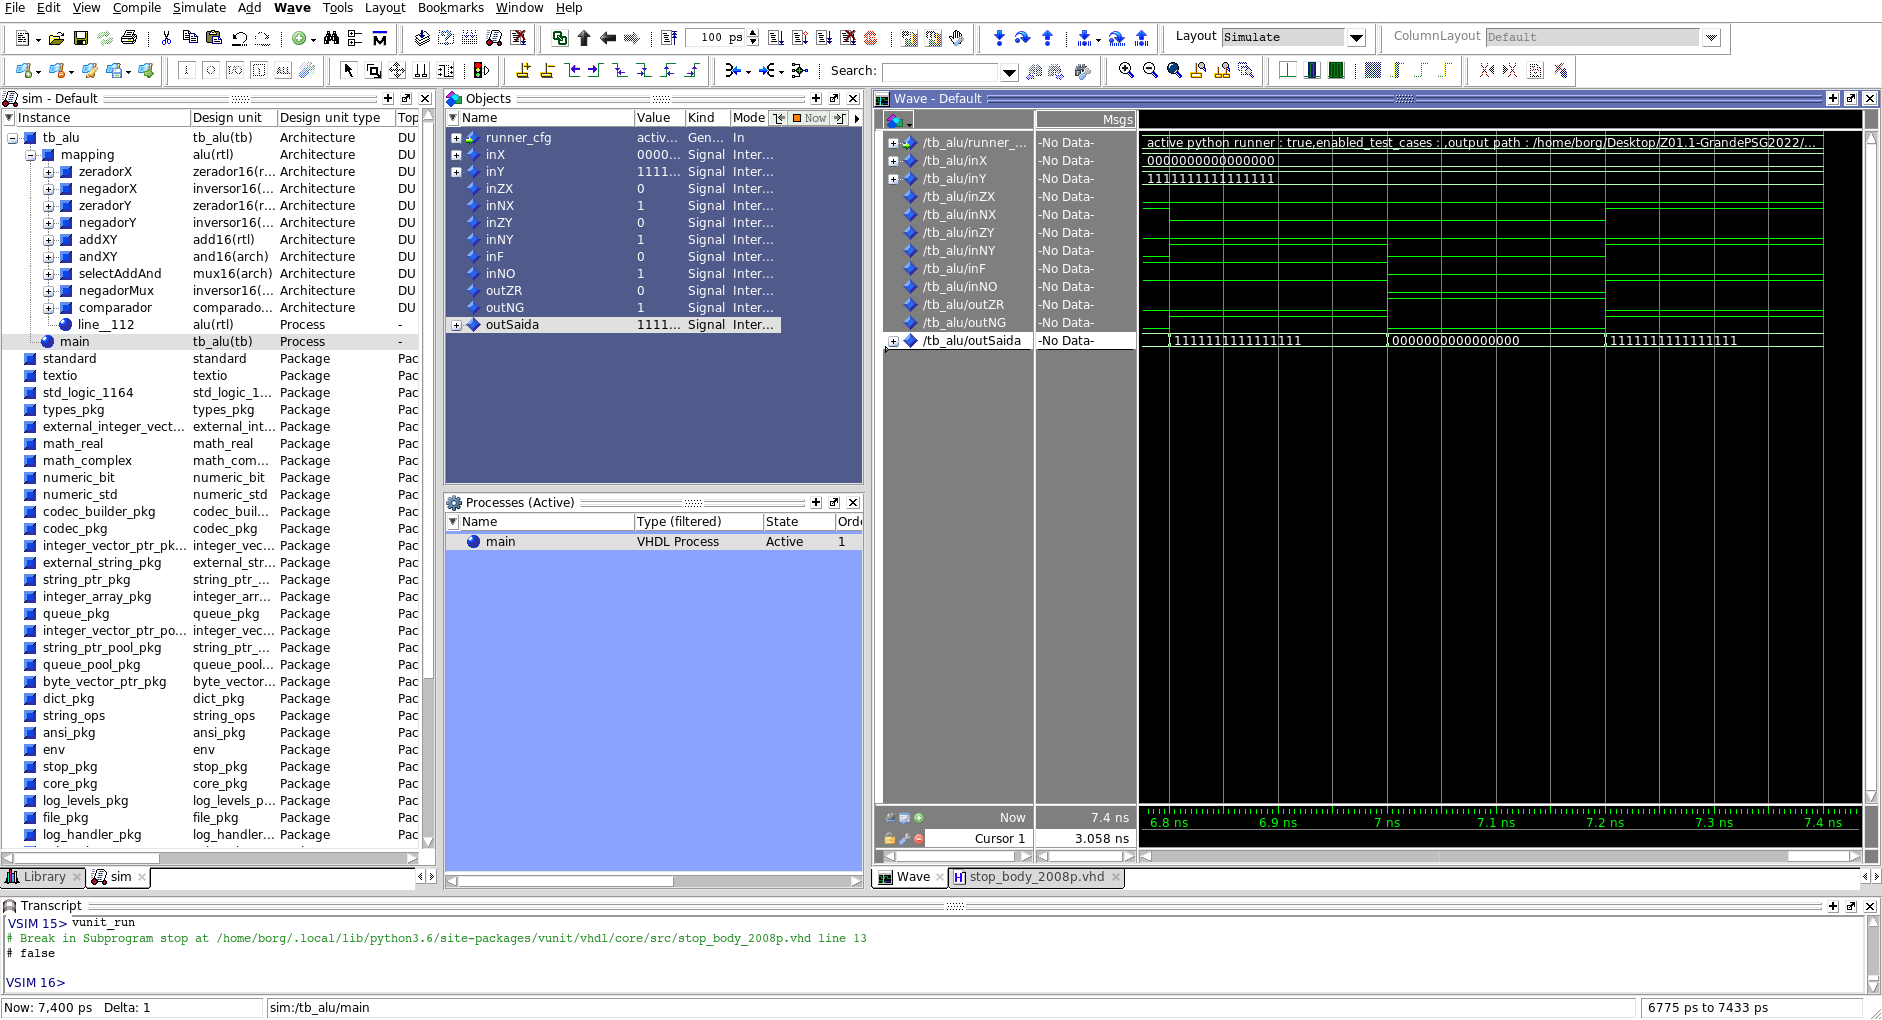 File Edit View Compile Simulate Add Wave Tools Layout Bookmarks Window Help
100 ps
Layout Simulate
ColumnLayout Default
Search:
sim - Default
Instance Design unit Design unit type Top
tb_alu tb_alu(tb) Architecture DU
mapping alu(rtl) Architecture DU
zeradorX zerador16(r... Architecture DU
negadorX inversor16(... Architecture DU
zeradorY zerador16(r... Architecture DU
negadorY inversor16(... Architecture DU
addXY add16(rtl) Architecture DU
andXY and16(arch) Architecture DU
selectAddAnd mux16(arch) Architecture DU
negadorMux inversor16(... Architecture DU
comparador comparado... Architecture DU
line__112 alu(rtl) Process -
main tb_alu(tb) Process -
standard standard Package Pac
textio textio Package Pac
std_logic_1164 std_logic_1... Package Pac
types_pkg types_pkg Package Pac
external_integer_vect... external_int... Package Pac
math_real math_real Package Pac
math_complex math_com... Package Pac
numeric_bit numeric_bit Package Pac
numeric_std numeric_std Package Pac
codec_builder_pkg codec_buil... Package Pac
codec_pkg codec_pkg Package Pac
integer_vector_ptr_pk... integer_vec... Package Pac
external_string_pkg external_str... Package Pac
string_ptr_pkg string_ptr_... Package Pac
integer_array_pkg integer_arr... Package Pac
queue_pkg queue_pkg Package Pac
integer_vector_ptr_po... integer_vec... Package Pac
string_ptr_pool_pkg string_ptr_... Package Pac
queue_pool_pkg queue_pool... Package Pac
byte_vector_ptr_pkg byte_vector... Package Pac
dict_pkg dict_pkg Package Pac
string_ops string_ops Package Pac
ansi_pkg ansi_pkg Package Pac
env env Package Pac
stop_pkg stop_pkg Package Pac
core_pkg core_pkg Package Pac
log_levels_pkg log_levels_p... Package Pac
file_pkg file_pkg Package Pac
log_handler_pkg log_handler... Package Pac
Library sim
Objects
Name Value Kind Mode Now
runner_cfg activ... Gen... In
inX 0000... Signal Inter...
inY 1111... Signal Inter...
inZX 0 Signal Inter...
inNX 1 Signal Inter...
inZY 0 Signal Inter...
inNY 1 Signal Inter...
inF 0 Signal Inter...
inNO 1 Signal Inter...
outZR 0 Signal Inter...
outNG 1 Signal Inter...
outSaida 1111... Signal Inter...
Processes (Active)
Name Type (filtered) State Orde
main VHDL Process Active 1
Wave - Default
Msgs
/tb_alu/runner_... -No Data- active python runner : true,enabled_test_cases : ,output path : /home/borg/Desktop/Z01.1-GrandePSG2022/...
/tb_alu/inX -No Data- 0000000000000000
/tb_alu/inY -No Data- 1111111111111111
/tb_alu/inZX -No Data-
/tb_alu/inNX -No Data-
/tb_alu/inZY -No Data-
/tb_alu/inNY -No Data-
/tb_alu/inF -No Data-
/tb_alu/inNO -No Data-
/tb_alu/outZR -No Data-
/tb_alu/outNG -No Data-
/tb_alu/outSaida -No Data- 1111111111111111 0000000000000000 1111111111111111
Now 7.4 ns 6.8 ns 6.9 ns 7 ns 7.1 ns 7.2 ns 7.3 ns 7.4 ns
Cursor 1 3.058 ns
Wave stop_body_2008p.vhd
Transcript
VSIM 15> vunit_run
# Break in Subprogram stop at /home/borg/.local/lib/python3.6/site-packages/vunit/vhdl/core/src/stop_body_2008p.vhd line 13
# false
VSIM 16>
Now: 7,400 ps Delta: 1 sim:/tb_alu/main 6775 ps to 7433 ps